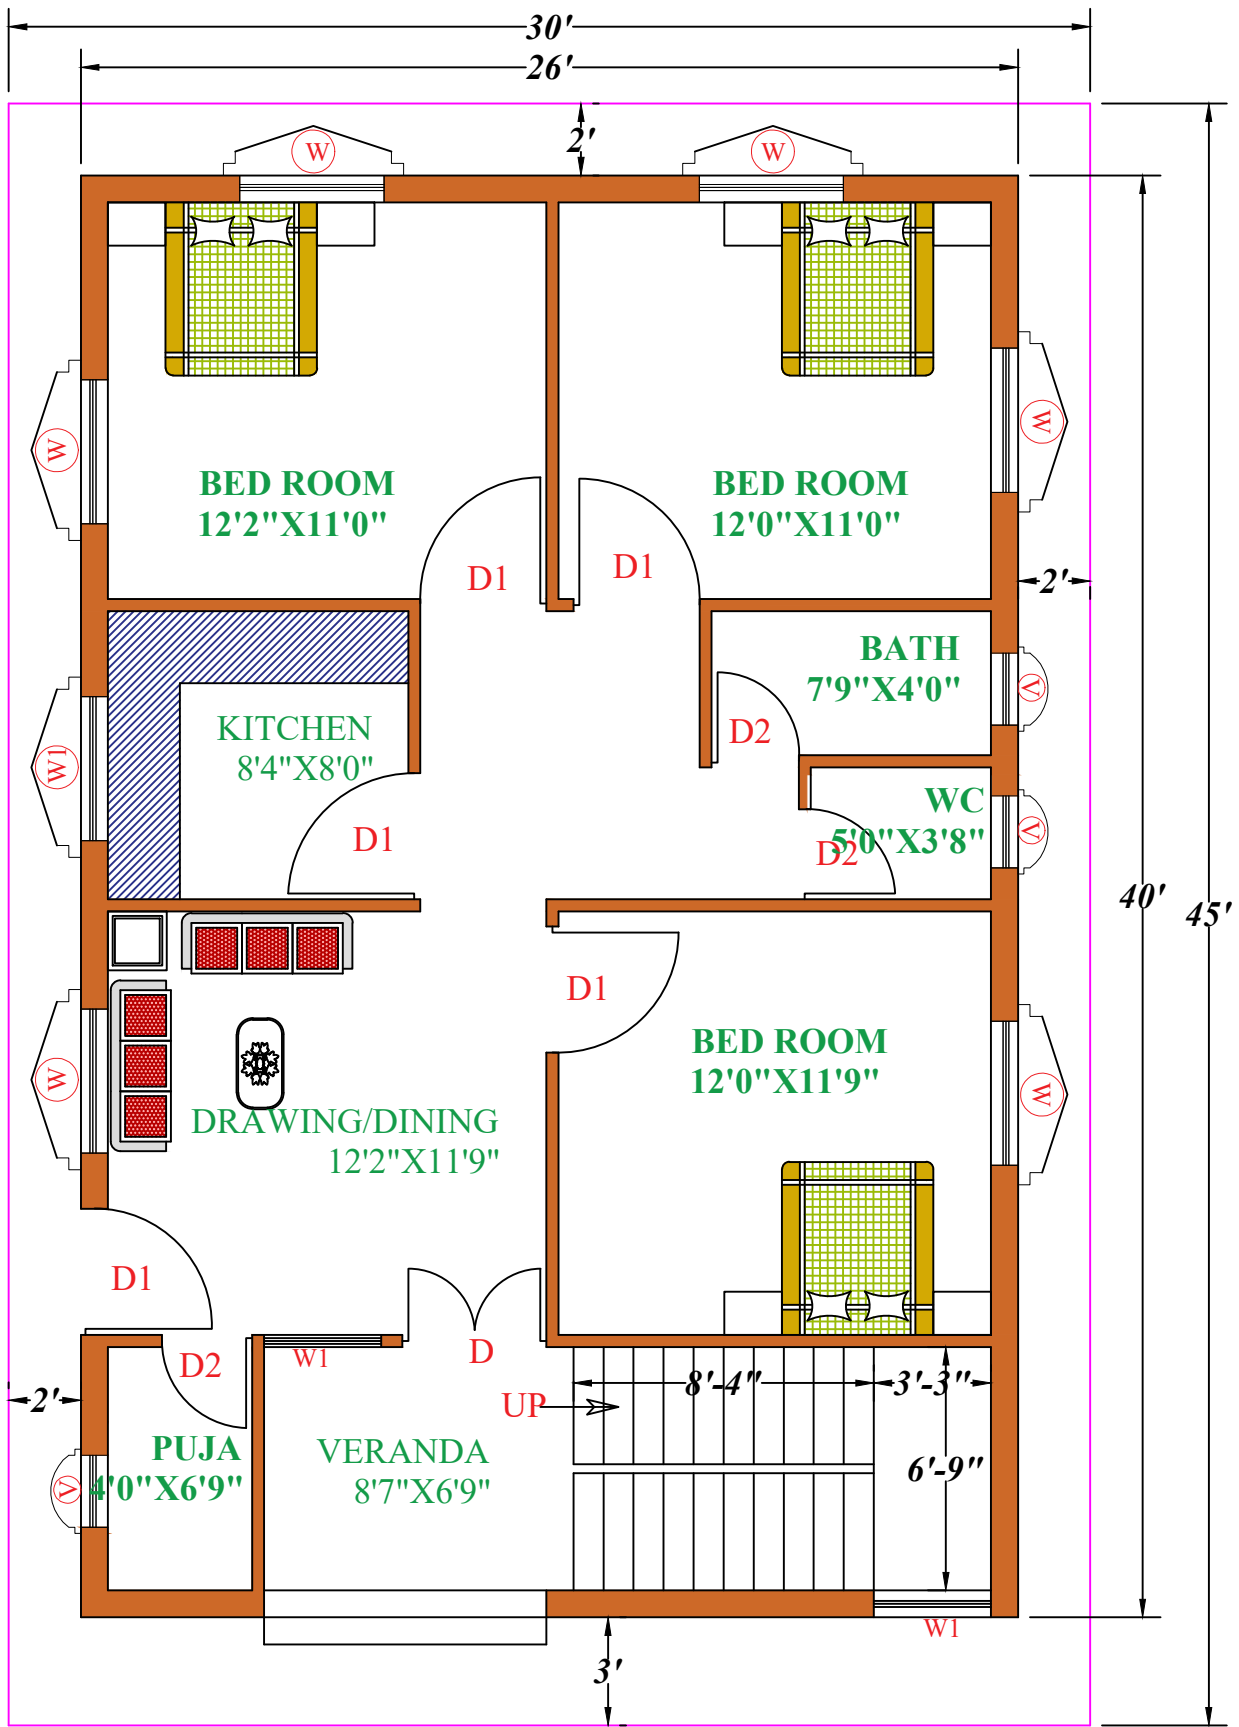 30'
26'
2'
W
W
W
W
BED ROOM
12'2"X11'0"
BED ROOM
12'0"X11'0"
D1
D1
2'
BATH
7'9"X4'0"
V
KITCHEN
8'4"X8'0"
W1
D2
WC
5'0"X3'8"
V
D1
D2
40'
45'
D1
BED ROOM
12'0"X11'9"
W
W
DRAWING/DINING
12'2"X11'9"
D1
D2
W1
D
2'
UP
8'-4"
3'-3"
PUJA
4'0"X6'9"
V
VERANDA
8'7"X6'9"
6'-9"
W1
3'